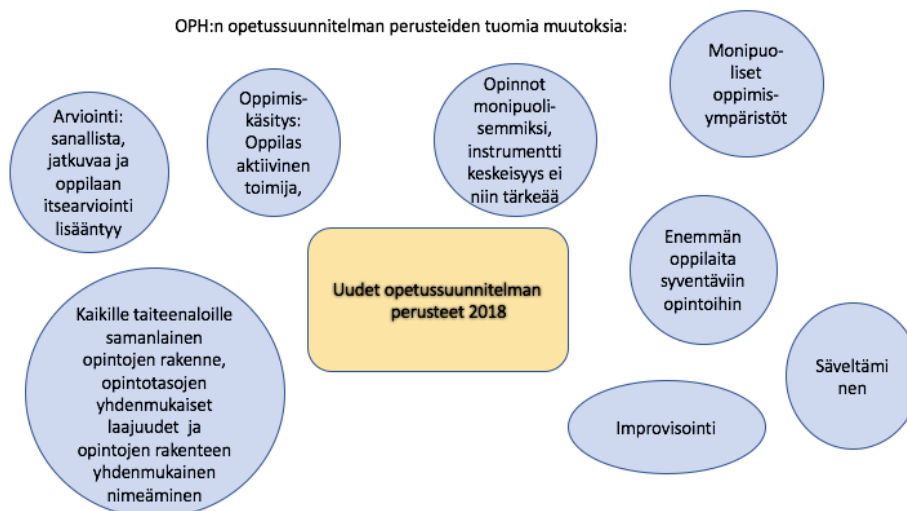 OPH:n opetussuunnitelman perusteiden tuomia muutoksia:
Arviointi:
sanallista,
jatkuvaa ja
oppilaan
itsearviointi
lisääntyy
Oppimis-
käsitys:
Oppilas
aktiivinen
toimija,
Opinnot
monipuoli-
semmiksi,
instrumentti
keskeisyys ei
niin tärkeää
Monipuo-
liset
oppimis-
ympäristöt
Uudet opetussuunnitelman
perusteet 2018
Enemmän
oppilaita
syventäviin
opintoihin
Kaikille taiteenaloille
samanlainen
opintojen rakenne,
opintotasojen
yhdenmukaiset
laajuudet ja
opintojen rakenteen
yhdenmukainen
nimeäminen
Improvisointi
Säveltämi
nen